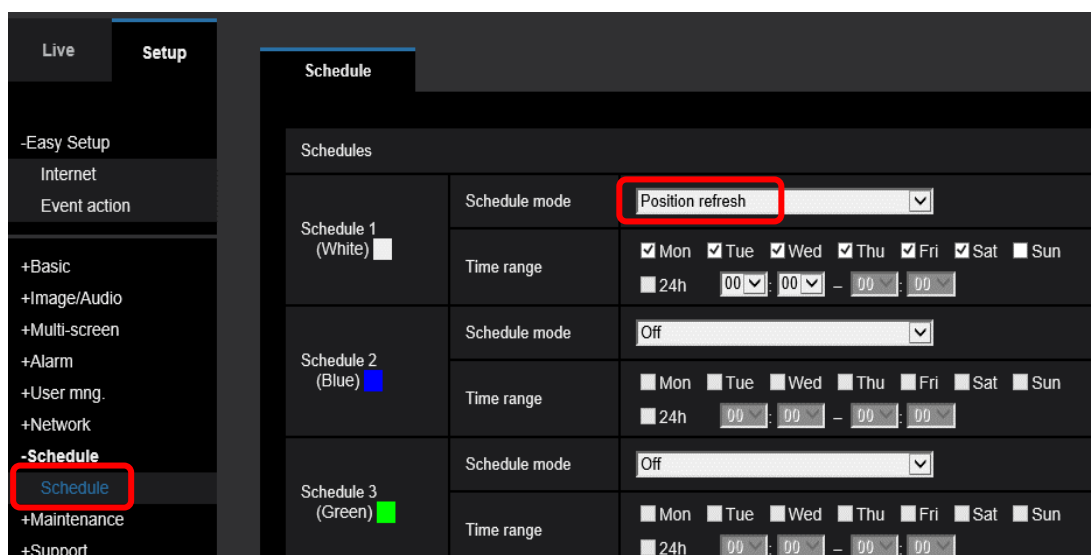 Live
Setup
-Easy Setup
Internet
Event action
+Basic
+Image/Audio
+Multi-screen
+Alarm
+User mng.
+Network
-Schedule
Schedule
+Maintenance
+Support
Schedule
Schedules
Schedule 1
(White)
Schedule mode
Position refresh
Time range
Mon Tue Wed Thu Fri Sat Sun
24h 00 : 00 – 00 : 00
Schedule 2
(Blue)
Schedule mode
Off
Time range
Mon Tue Wed Thu Fri Sat Sun
24h 00 : 00 – 00 : 00
Schedule 3
(Green)
Schedule mode
Off
Time range
Mon Tue Wed Thu Fri Sat Sun
24h 00 : 00 – 00 : 00